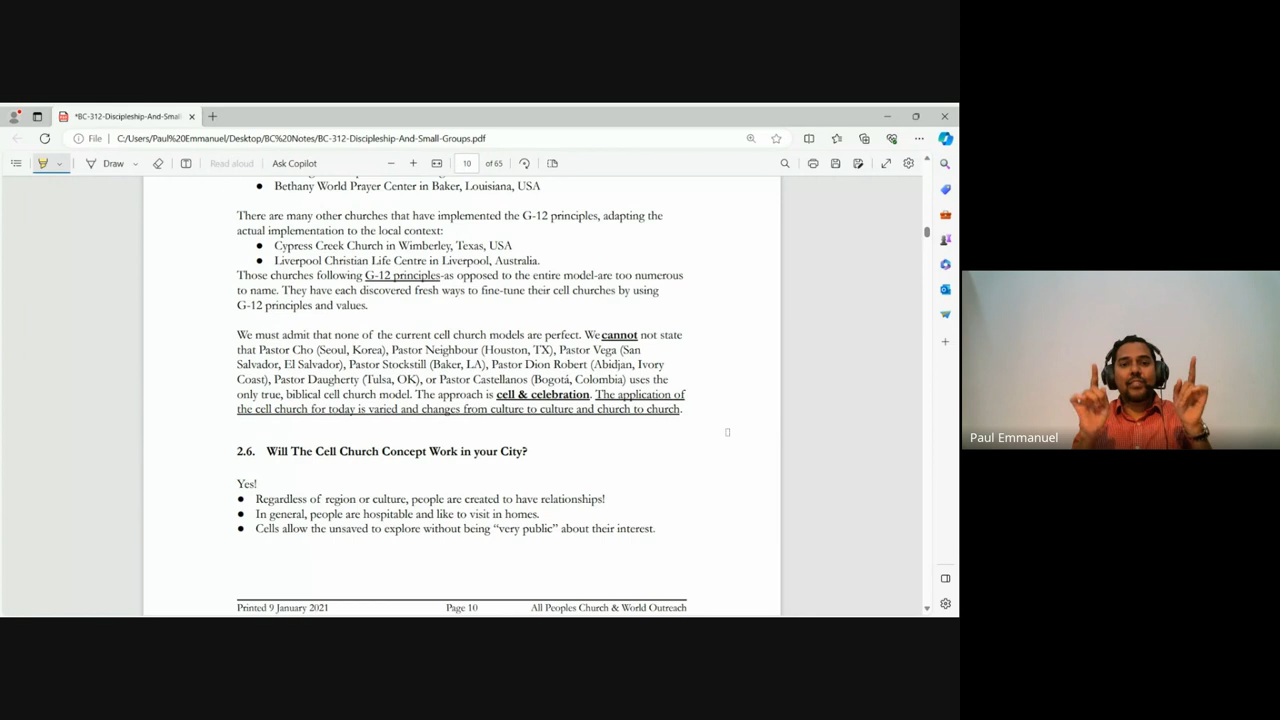 *BC-312-Discipleship-And-Small
File
C:/Users/Paul%20Emmanuel/Desktop/BC%20Notes/BC-312-Discipleship-And-Small-Groups.pdf
Draw
Read aloud
Ask Copilot
10 of 65
● Bethany World Prayer Center in Baker, Louisiana, USA
There are many other churches that have implemented the G-12 principles, adapting the
actual implementation to the local context:
● Cypress Creek Church in Wimberley, Texas, USA
● Liverpool Christian Life Centre in Liverpool, Australia.
Those churches following G-12 principles-as opposed to the entire model-are too numerous
to name. They have each discovered fresh ways to fine-tune their cell churches by using
G-12 principles and values.
We must admit that none of the current cell church models are perfect. We cannot not state
that Pastor Cho (Seoul, Korea), Pastor Neighbour (Houston, TX), Pastor Vega (San
Salvador, El Salvador), Pastor Stockstill (Baker, LA), Pastor Dion Robert (Abidjan, Ivory
Coast), Pastor Daugherty (Tulsa, OK), or Pastor Castellanos (Bogotá, Colombia) uses the
only true, biblical cell church model. The approach is cell & celebration. The application of
the cell church for today is varied and changes from culture to culture and church to church.
2.6. Will The Cell Church Concept Work in your City?
Yes!
● Regardless of region or culture, people are created to have relationships!
● In general, people are hospitable and like to visit in homes.
● Cells allow the unsaved to explore without being “very public” about their interest.
Printed 9 January 2021 Page 10 All Peoples Church & World Outreach
Paul Emmanuel